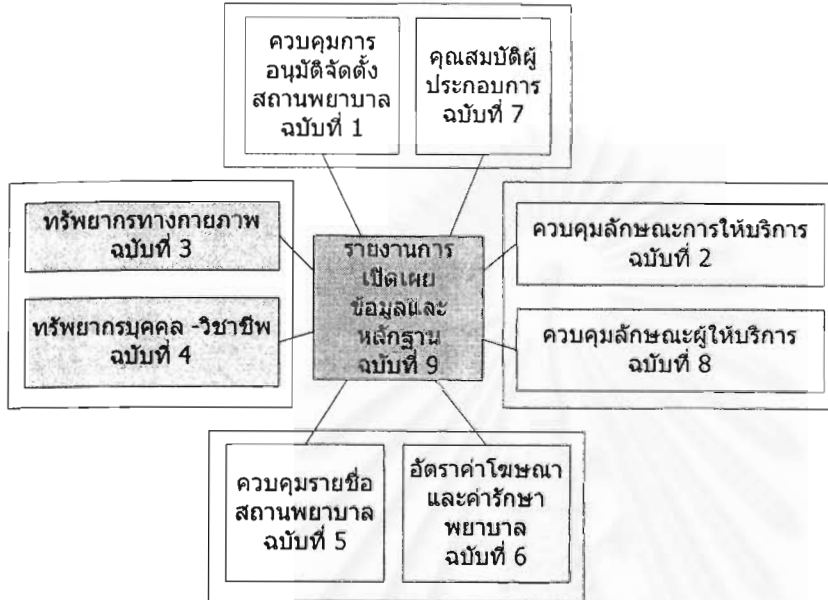 ควบคุมการ
อนุมัติจัดตั้ง
สถานพยาบาล
ฉบับที่ 1
คุณสมบัติผู้
ประกอบการ
ฉบับที่ 7
ทรัพยากรทางกายภาพ
ฉบับที่ 3
ทรัพยากรบุคคล -วิชาชีพ
ฉบับที่ 4
รายงานการ
เปิดเผย
ข้อมูลและ
หลักฐาน
ฉบับที่ 9
ควบคุมลักษณะการให้บริการ
ฉบับที่ 2
ควบคุมลักษณะผู้ให้บริการ
ฉบับที่ 8
ควบคุมรายชื่อ
สถานพยาบาล
ฉบับที่ 5
อัตราค่าโฆษณา
และค่ารักษา
พยาบาล
ฉบับที่ 6